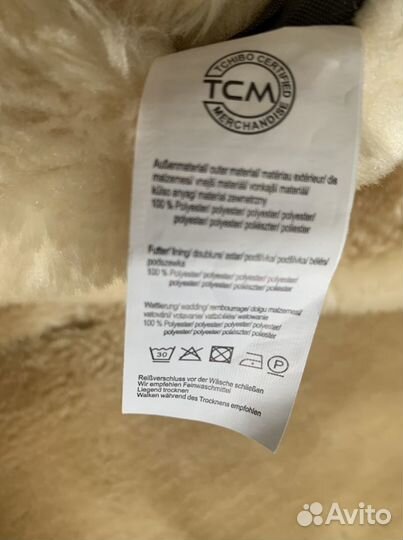 TCHIBO CERTIFIED
TCM
MERCHANDISE
Außenmaterial/ outer material/ matériau extérieur/ de
malzemesi/ vnejší materiál/ vonkajší materiál/
külső anyag/ materiał zewnętrzny
100 % Polyester/ polyester/ polyester/ polyester/
polyester/ polyester/ poliészter/ poliester
Futter/ lining/ doublure/ astar/ podšívka/ podšívka/ bélés/
podszewka
100 % Polyester/ polyester/ polyester/ polyester/
polyester/ polyester/ poliészter/ poliester
Wattierung/ wadding/ rembourrage/ dolgu malzemesi/
vatování/ vatovanie/ watowanie
100 % Polyester/ polyester/ polyester/ polyester/
polyester/ polyester/ poliészter/ poliester
30
P
Reißverschluss vor der Wäsche schließen
Wir empfehlen Feinwaschmittel
Liegend trocknen
Walken während des Trocknens empfohlen
Avito